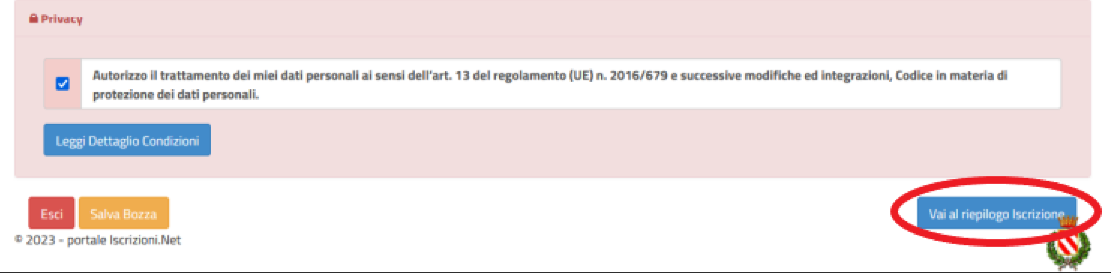 Privacy
Autorizzo il trattamento dei miei dati personali ai sensi dell'art. 13 del regolamento (UE) n. 2016/679 e successive modifiche ed integrazioni, Codice in materia di
protezione dei dati personali.
Leggi Dettaglio Condizioni
Esci Salva Bozza Vai al riepilogo Iscrizione
© 2023 - portale Iscrizioni.Net